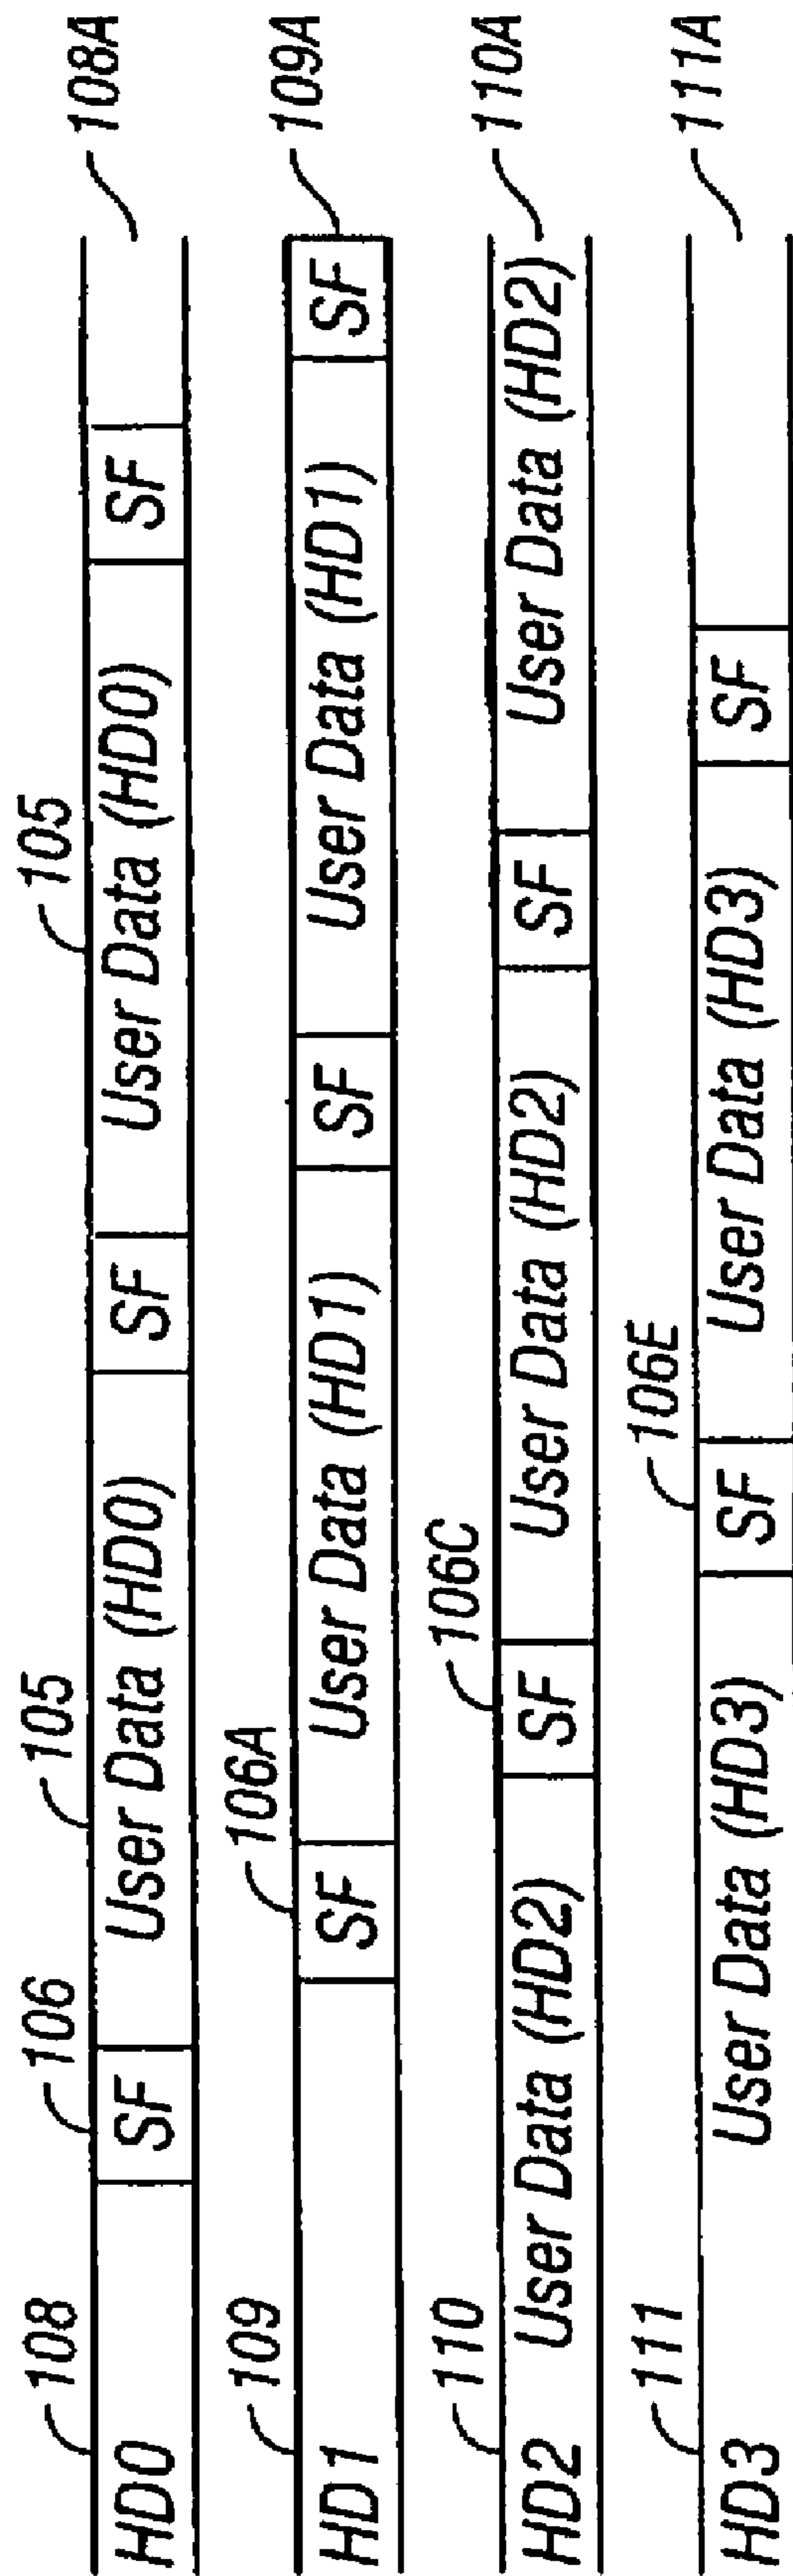 105 105
108 106 108A
HD0 SF User Data (HD0) SF User Data (HD0) SF
109 106A 109A
HD1 SF User Data (HD1) SF User Data (HD1) SF
110 106C 110A
HD2 User Data (HD2) SF User Data (HD2) SF User Data (HD2)
111 106E 111A
HD3 User Data (HD3) SF User Data (HD3) SF